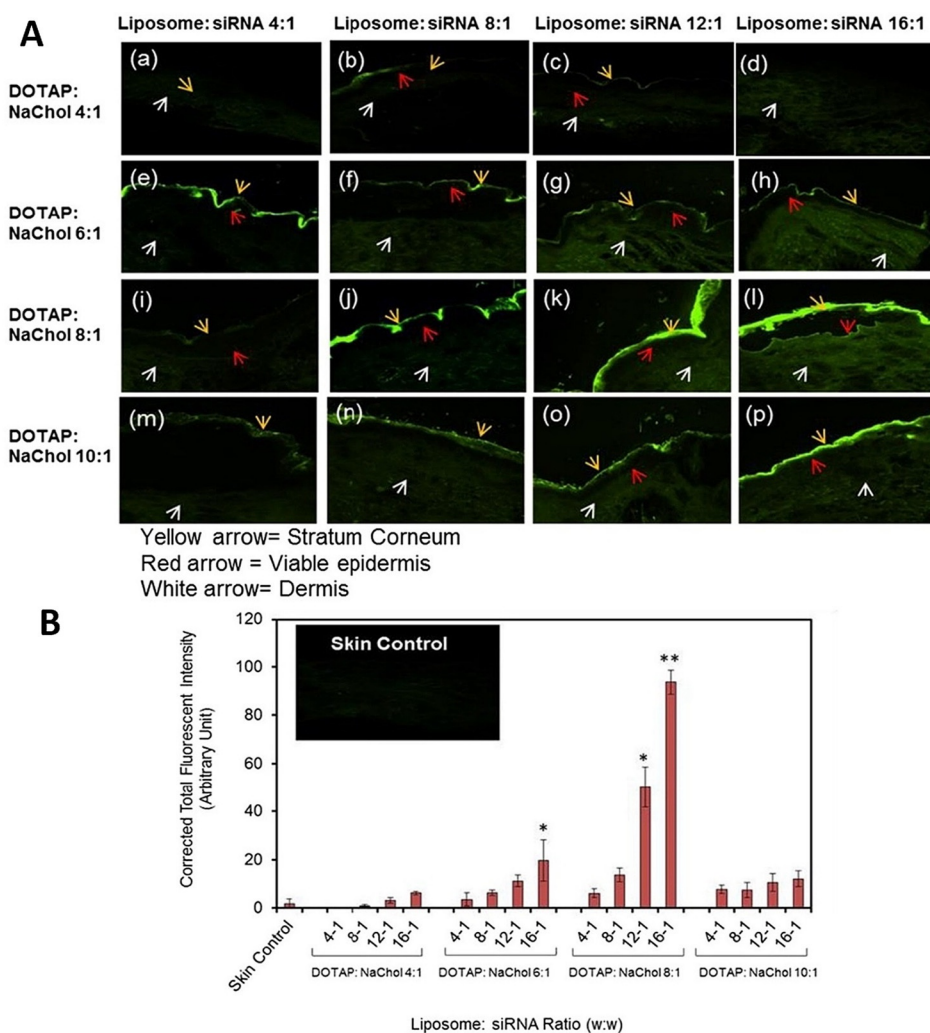 A
Liposome: siRNA 4:1
Liposome: siRNA 8:1
Liposome: siRNA 12:1
Liposome: siRNA 16:1
DOTAP:
NaChol 4:1
(a)
(b)
(c)
(d)
DOTAP:
NaChol 6:1
(e)
(f)
(g)
(h)
DOTAP:
NaChol 8:1
(i)
(j)
(k)
(l)
DOTAP:
NaChol 10:1
(m)
(n)
(o)
(p)
Yellow arrow= Stratum Corneum
Red arrow = Viable epidermis
White arrow= Dermis
B
Corrected Total Fluorescent Intensity
(Arbitrary Unit)
120
100
80
60
40
20
0
Skin Control
*
*
**
Skin Control
4-1
8-1
12-1
16-1
4-1
8-1
12-1
16-1
4-1
8-1
12-1
16-1
4-1
8-1
12-1
16-1
DOTAP: NaChol 4:1
DOTAP: NaChol 6:1
DOTAP: NaChol 8:1
DOTAP: NaChol 10:1
Liposome: siRNA Ratio (w:w)